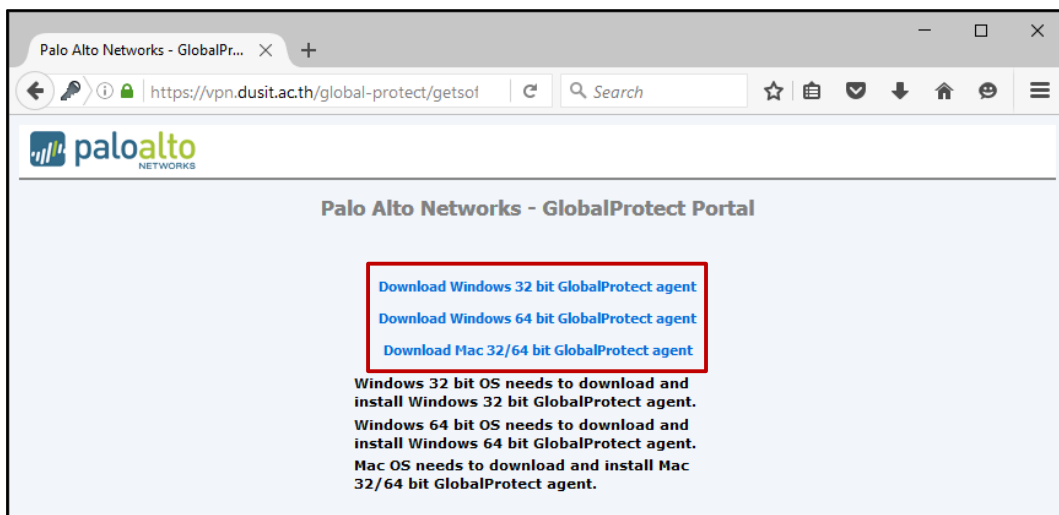 Palo Alto Networks - GlobalPr...
https://vpn.dusit.ac.th/global-protect/getsof
Search
paloalto
NETWORKS
Palo Alto Networks - GlobalProtect Portal
Download Windows 32 bit GlobalProtect agent
Download Windows 64 bit GlobalProtect agent
Download Mac 32/64 bit GlobalProtect agent
Windows 32 bit OS needs to download and
install Windows 32 bit GlobalProtect agent.
Windows 64 bit OS needs to download and
install Windows 64 bit GlobalProtect agent.
Mac OS needs to download and install Mac
32/64 bit GlobalProtect agent.